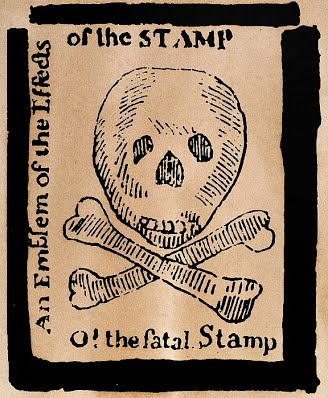 An Emblem of the Effects
of the STAMP
O! the fatal Stamp